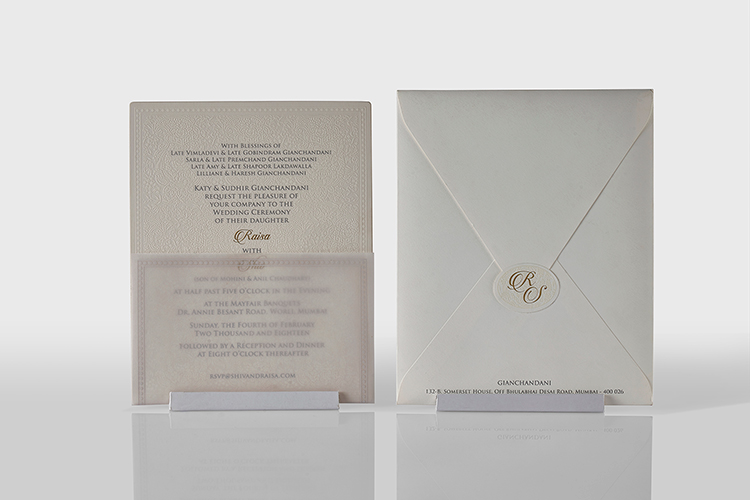 With Blessings of
Late Vimladevi & Late Gobindram Gianchandani
Sarla & Late Premchand Gianchandani
Late Amy & Late Shapoor Lakdawalla
Lilliane & Haresh Gianchandani
Katy & Sudhir Gianchandani
request the pleasure of
your company to the
Wedding Ceremony
of their daughter
Raisa
with
(son of Mohini & Anil Chaudhary)
at half past Five o'clock in the Evening
at the Mayfair Banquets
Dr. Annie Besant Road, Worli, Mumbai
Sunday, the Fourth of February
Two Thousand and Eighteen
followed by a Reception and Dinner
at Eight o'clock thereafter
rsvp@shivandraisa.com
RS
GIANCHANDANI
132-B, Somerset House, Off Bhulabhai Desai Road, Mumbai - 400 026